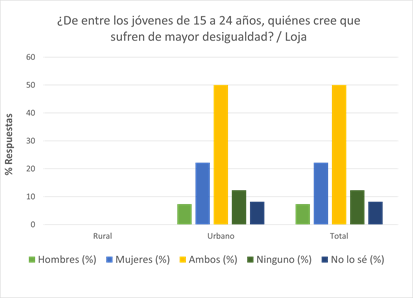 ¿De entre los jóvenes de 15 a 24 años, quiénes cree que
sufren de mayor desigualdad? / Loja
% Respuestas
60
50
40
30
20
10
0
Rural
Urbano
Total
Hombres (%)
Mujeres (%)
Ambos (%)
Ninguno (%)
No lo sé (%)